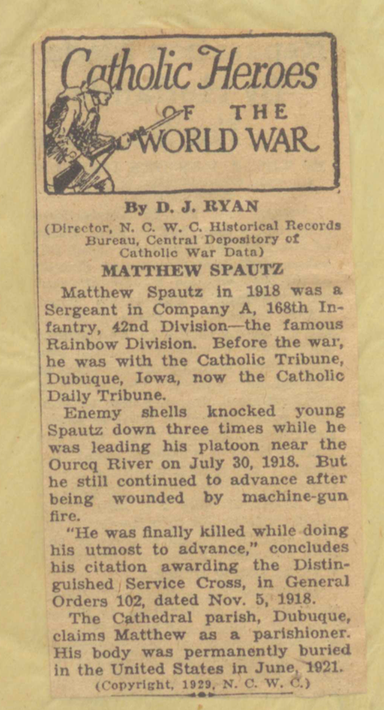 Catholic Heroes
OF THE
WORLD WAR
By D. J. RYAN
(Director, N. C. W. C. Historical Records
Bureau, Central Depository of
Catholic War Data)
MATTHEW SPAUTZ
Matthew Spautz in 1918 was a
Sergeant in Company A, 168th In-
fantry, 42nd Division—the famous
Rainbow Division. Before the war,
he was with the Catholic Tribune,
Dubuque, Iowa, now the Catholic
Daily Tribune.
Enemy shells knocked young
Spautz down three times while he
was leading his platoon near the
Ourcq River on July 30, 1918. But
he still continued to advance after
being wounded by machine-gun
fire.
"He was finally killed while doing
his utmost to advance," concludes
his citation awarding the Distin-
guished Service Cross, in General
Orders 102, dated Nov. 5, 1918.
The Cathedral parish, Dubuque,
claims Matthew as a parishioner.
His body was permanently buried
in the United States in June, 1921.
(Copyright, 1929, N. C. W. C.)